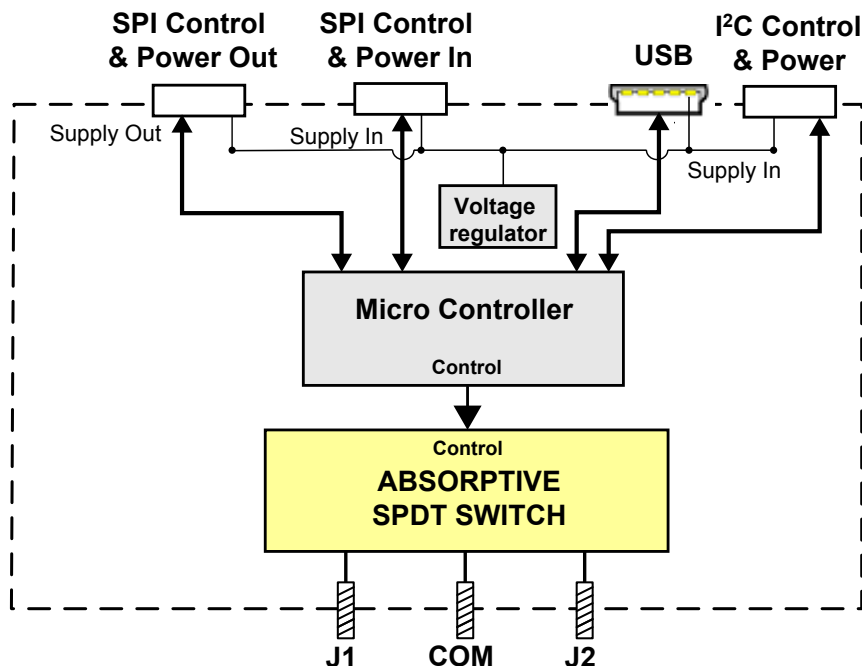 SPI Control
& Power Out
SPI Control
& Power In
USB
I²C Control
& Power
Supply Out
Supply In
Supply In
Voltage
regulator
Micro Controller
Control
Control
ABSORPTIVE
SPDT SWITCH
J1
COM
J2